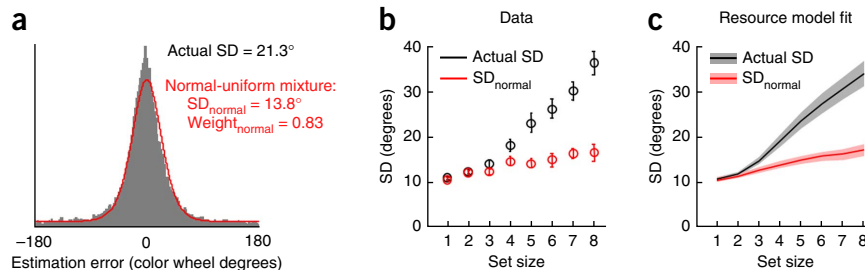 a
Actual SD = 21.3°
Normal-uniform mixture:
SDnormal = 13.8°
Weightnormal = 0.83
−180
0
180
Estimation error (color wheel degrees)
b
Data
Actual SD
SDnormal
SD (degrees)
40
30
20
10
0
1 2 3 4 5 6 7 8
Set size
c
Resource model fit
Actual SD
SDnormal
SD (degrees)
40
30
20
10
0
1 2 3 4 5 6 7 8
Set size